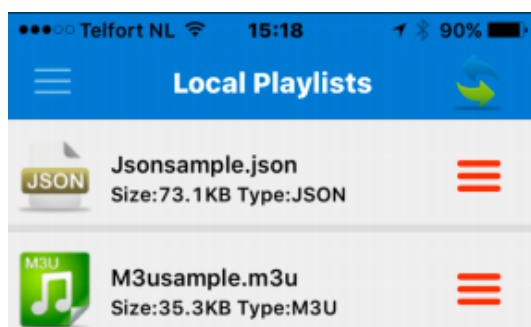 Telfort NL 15:18 90%
Local Playlists
JSON
Jsonsample.json
Size:73.1KB Type:JSON
M3U
M3usample.m3u
Size:35.3KB Type:M3U